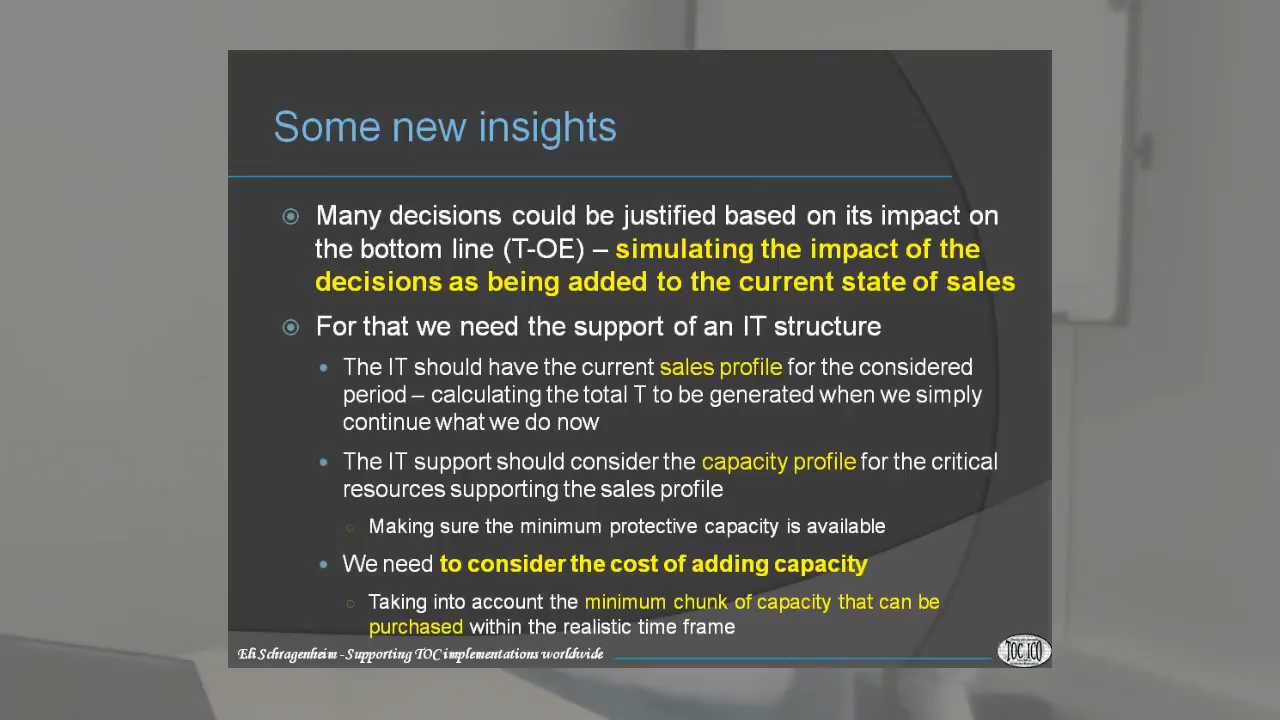 Some new insights
Many decisions could be justified based on its impact on
the bottom line (T-OE) – simulating the impact of the
decisions as being added to the current state of sales
For that we need the support of an IT structure
The IT should have the current sales profile for the considered
period – calculating the total T to be generated when we simply
continue what we do now
The IT support should consider the capacity profile for the critical
resources supporting the sales profile
Making sure the minimum protective capacity is available
We need to consider the cost of adding capacity
Taking into account the minimum chunk of capacity that can be
purchased within the realistic time frame
Eli Schragenheim -Supporting TOC implementations worldwide
TOC ICO